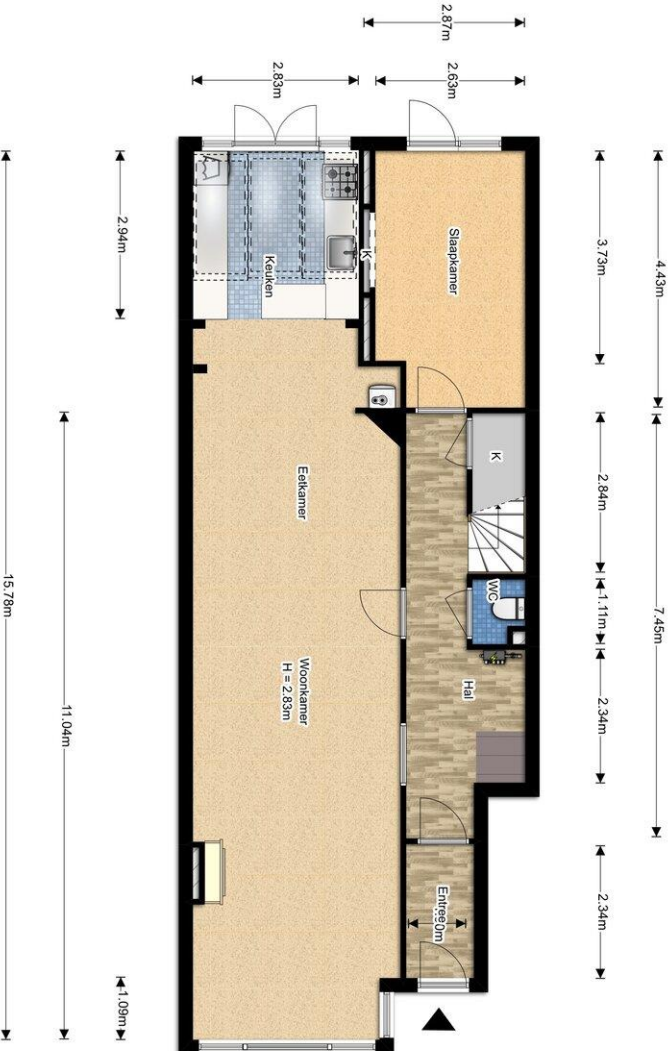 2.87m
2.83m
2.63m
2.94m
3.73m
4.43m
Slaapkamer
K
Keuken
K
Eetkamer
2.84m
WC
1.11m
7.45m
Woonkamer
H = 2.83m
Hal
2.34m
15.78m
11.04m
Entree
2.34m
1.09m